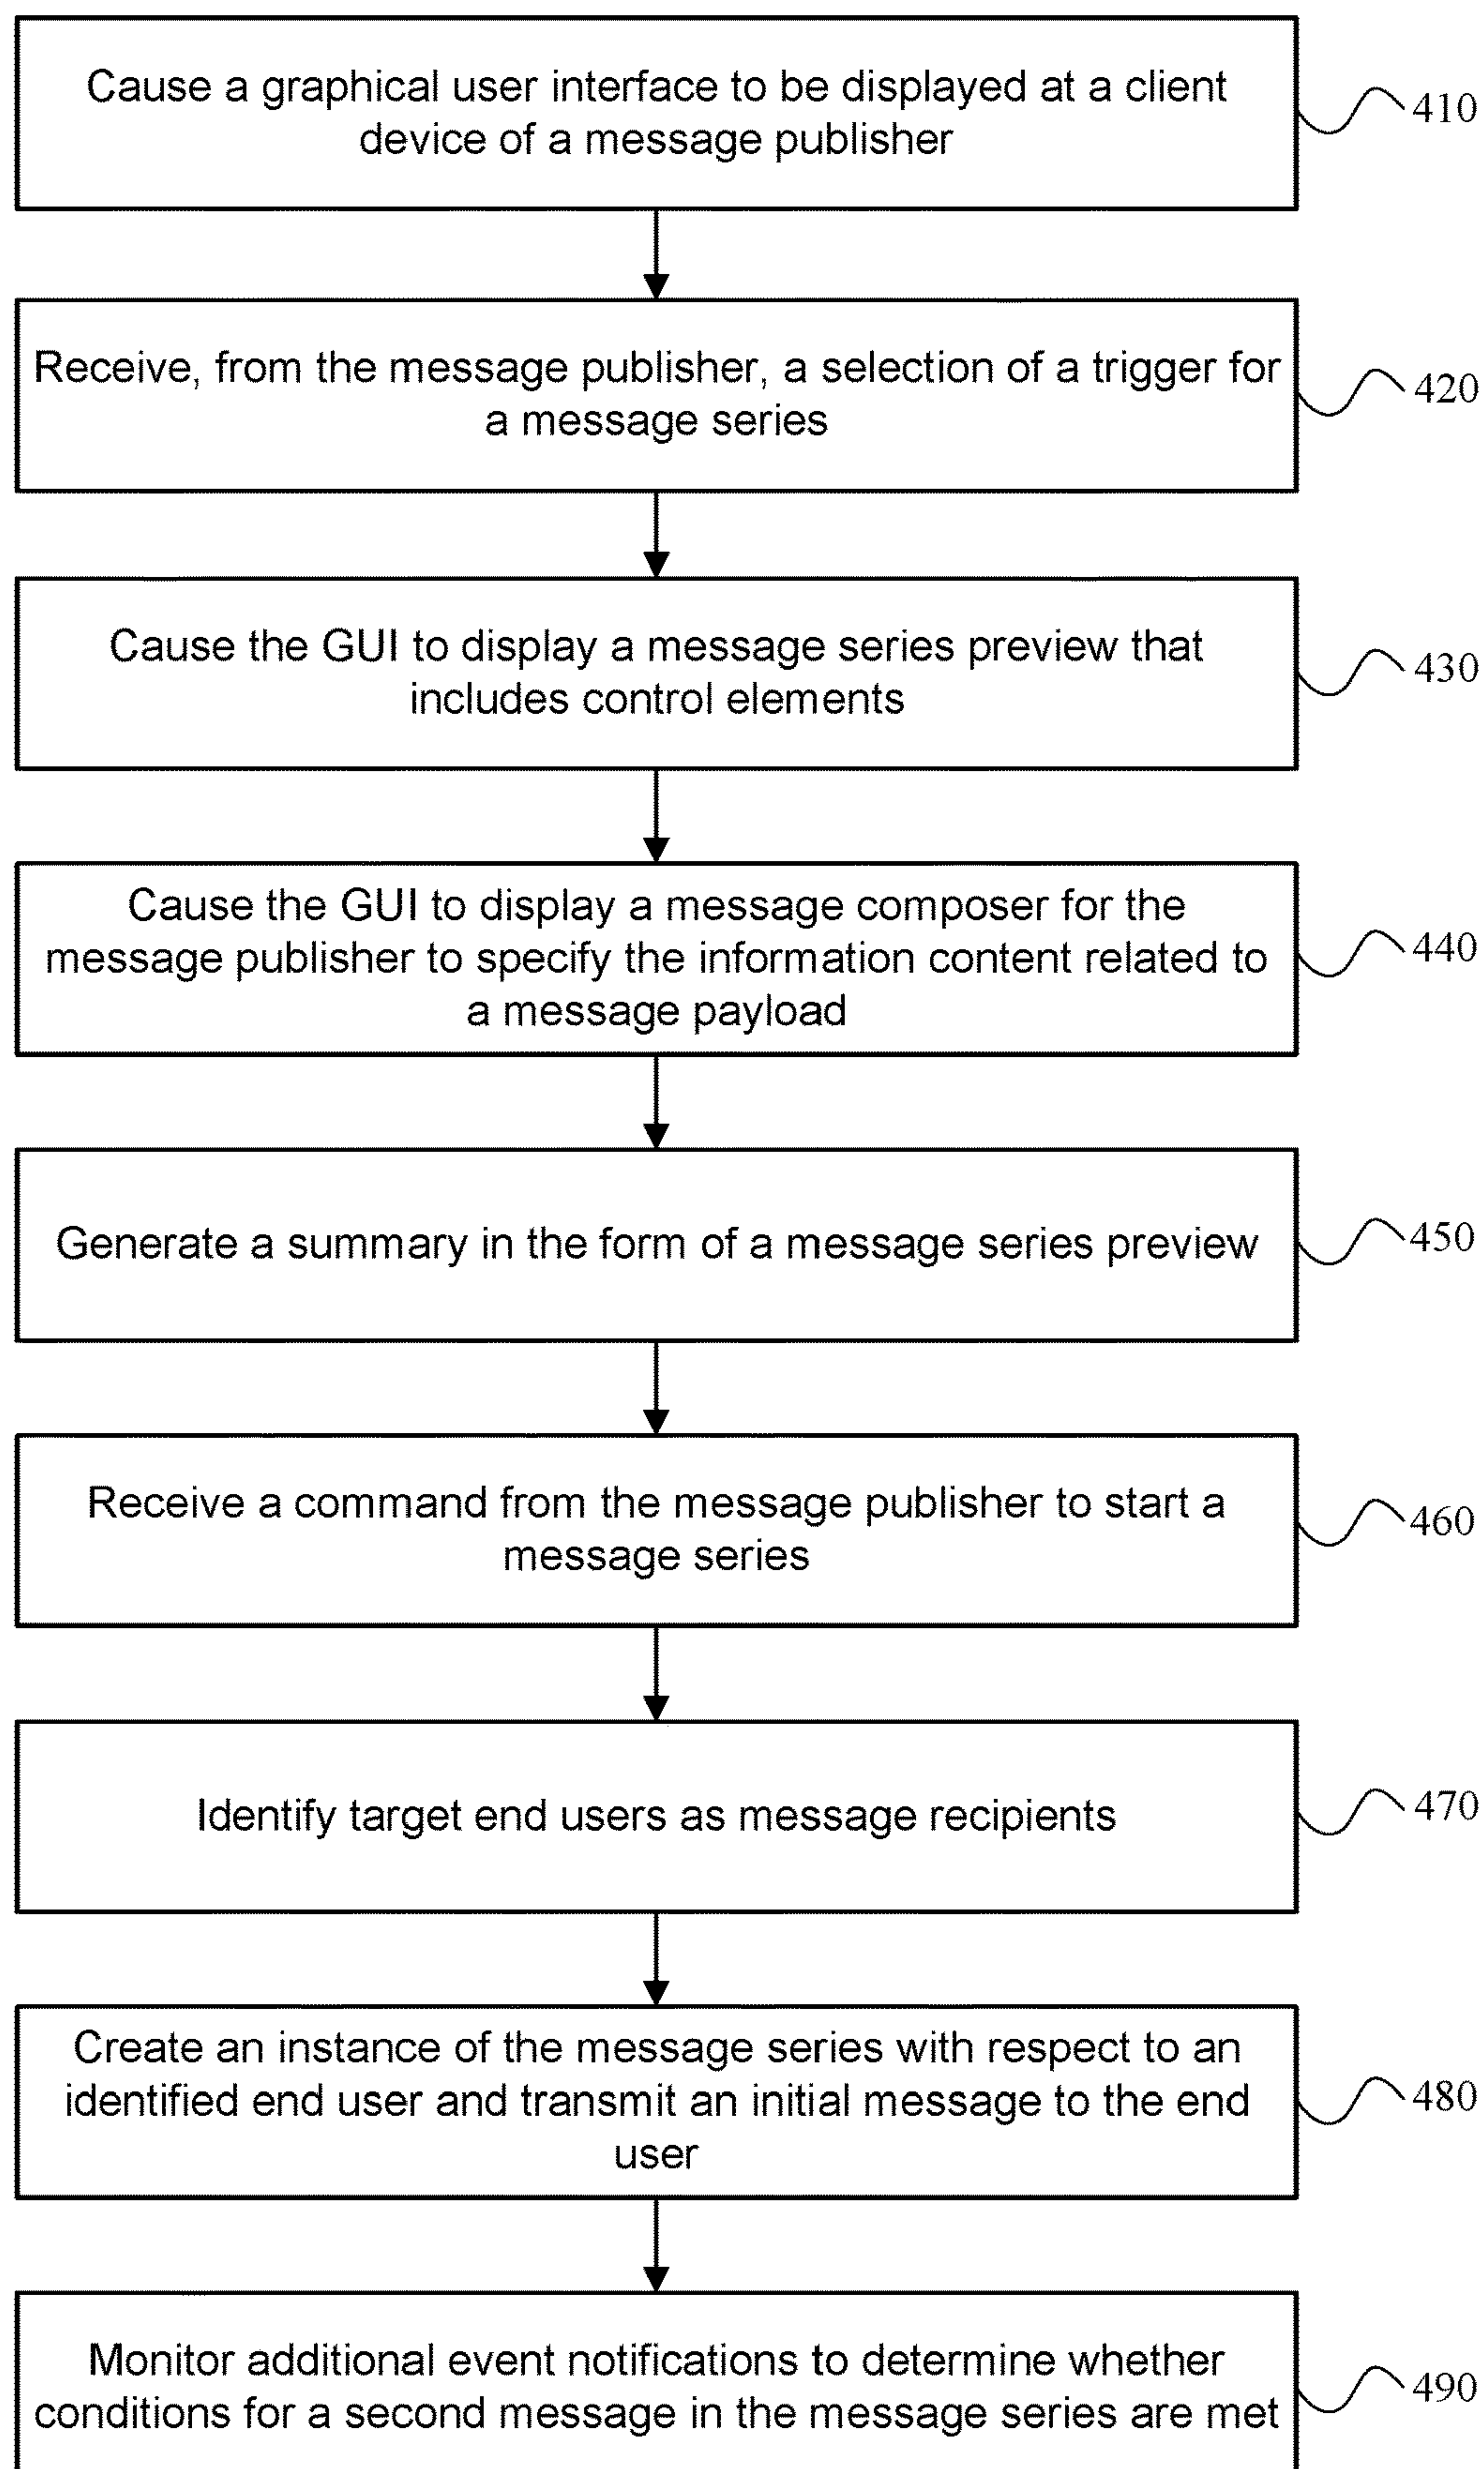 Cause a graphical user interface to be displayed at a client
device of a message publisher
410
Receive, from the message publisher, a selection of a trigger for
a message series
420
Cause the GUI to display a message series preview that
includes control elements
430
Cause the GUI to display a message composer for the
message publisher to specify the information content related to
a message payload
440
Generate a summary in the form of a message series preview
450
Receive a command from the message publisher to start a
message series
460
Identify target end users as message recipients
470
Create an instance of the message series with respect to an
identified end user and transmit an initial message to the end
user
480
Monitor additional event notifications to determine whether
conditions for a second message in the message series are met
490